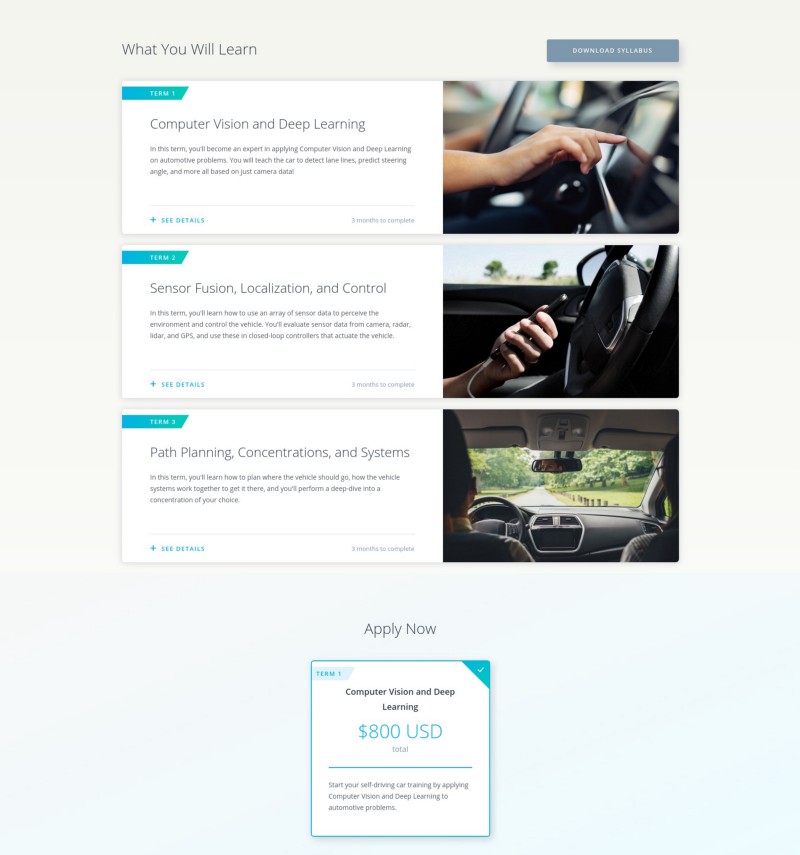 What You Will Learn
DOWNLOAD SYLLABUS
TERM 1
Computer Vision and Deep Learning
In this term, you'll become an expert in applying Computer Vision and Deep Learning
on automotive problems. You will teach the car to detect lane lines, predict steering
angle, and more all based on just camera data!
+ SEE DETAILS
3 months to complete
TERM 2
Sensor Fusion, Localization, and Control
In this term, you'll learn how to use an array of sensor data to perceive the
environment and control the vehicle. You'll evaluate sensor data from camera, radar,
lidar, and GPS, and use these in closed-loop controllers that actuate the vehicle.
+ SEE DETAILS
3 months to complete
TERM 3
Path Planning, Concentrations, and Systems
In this term, you'll learn how to plan where the vehicle should go, how the vehicle
systems work together to get it there, and you'll perform a deep-dive into a
concentration of your choice.
+ SEE DETAILS
3 months to complete
Apply Now
TERM 1
Computer Vision and Deep
Learning
$800 USD
total
Start your self-driving car training by applying
Computer Vision and Deep Learning to
automotive problems.